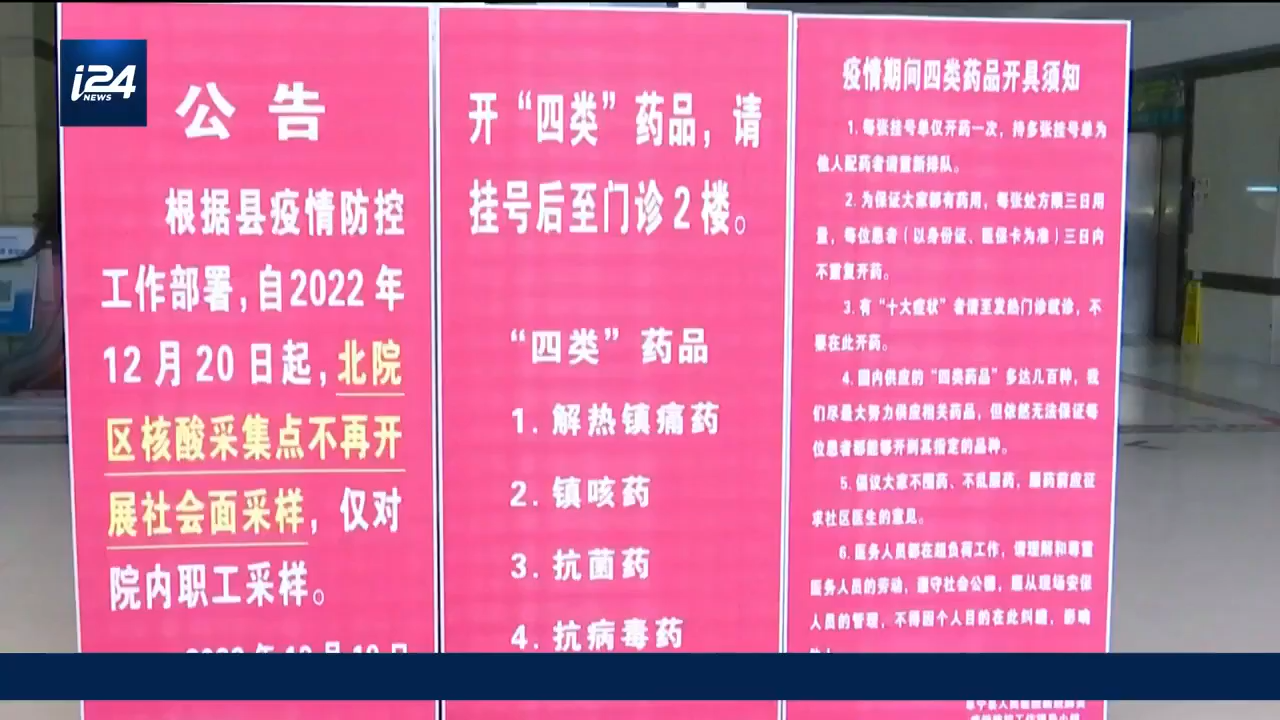 i24
NEWS
公告
根据县疫情防控
工作部署,自2022年
12月20日起,北院
区核酸采集点不再开
展社会面采样，仅对
院内职工采样。
开“四类”药品，请
挂号后至门诊2楼。
“四类”药品
1. 解热镇痛药
2. 镇咳药
3. 抗菌药
4. 抗病毒药
疫情期间四类药品开具须知
1. 每张挂号单仅开药一次，持多张挂号单为
他人配药者请重新排队。
2. 为保证大家都有药用，每张处方限三日用
量，每位患者（以身份证、医保卡为准）三日内
不重复开药。
3. 有“十大症状”者请至发热门诊就诊，不
要在此开药。
4. 国内供应的“四类药品”多达几百种，我
们尽最大努力供应相关药品，但依然无法保证每
位患者都能够开到其指定的品种。
5. 倡议大家不囤药、不乱服药，服药前应征
求社区医生的意见。
6. 医务人员都在超负荷工作，请理解和尊重
医务人员的劳动，遵守社会公德，服从现场安保
人员的管理，不得因个人目的在此纠缠，影响